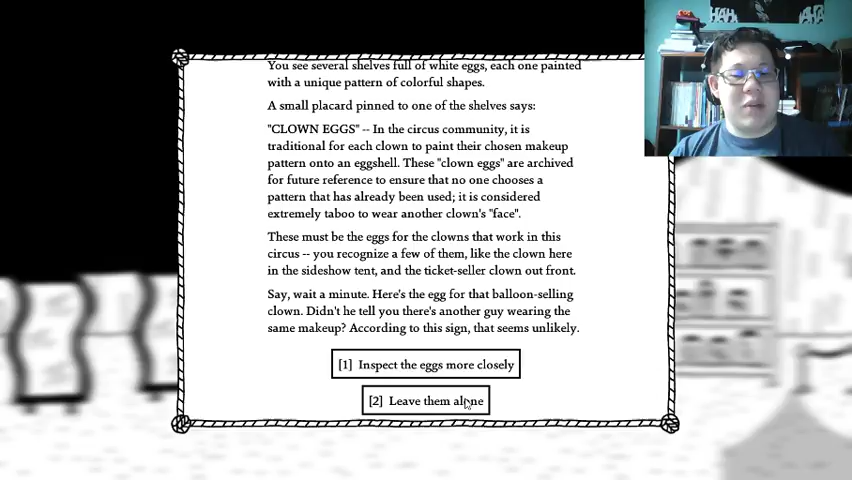 You see several shelves full of white eggs, each one painted
with a unique pattern of colorful shapes.
A small placard pinned to one of the shelves says:
"CLOWN EGGS" -- In the circus community, it is
traditional for each clown to paint their chosen makeup
pattern onto an eggshell. These "clown eggs" are archived
for future reference to ensure that no one chooses a
pattern that has already been used; it is considered
extremely taboo to wear another clown's "face".
These must be the eggs for the clowns that work in this
circus -- you recognize a few of them, like the clown here
in the sideshow tent, and the ticket-seller clown out front.
Say, wait a minute. Here's the egg for that balloon-selling
clown. Didn't he tell you there's another guy wearing the
same makeup? According to this sign, that seems unlikely.
[1] Inspect the eggs more closely
[2] Leave them alone